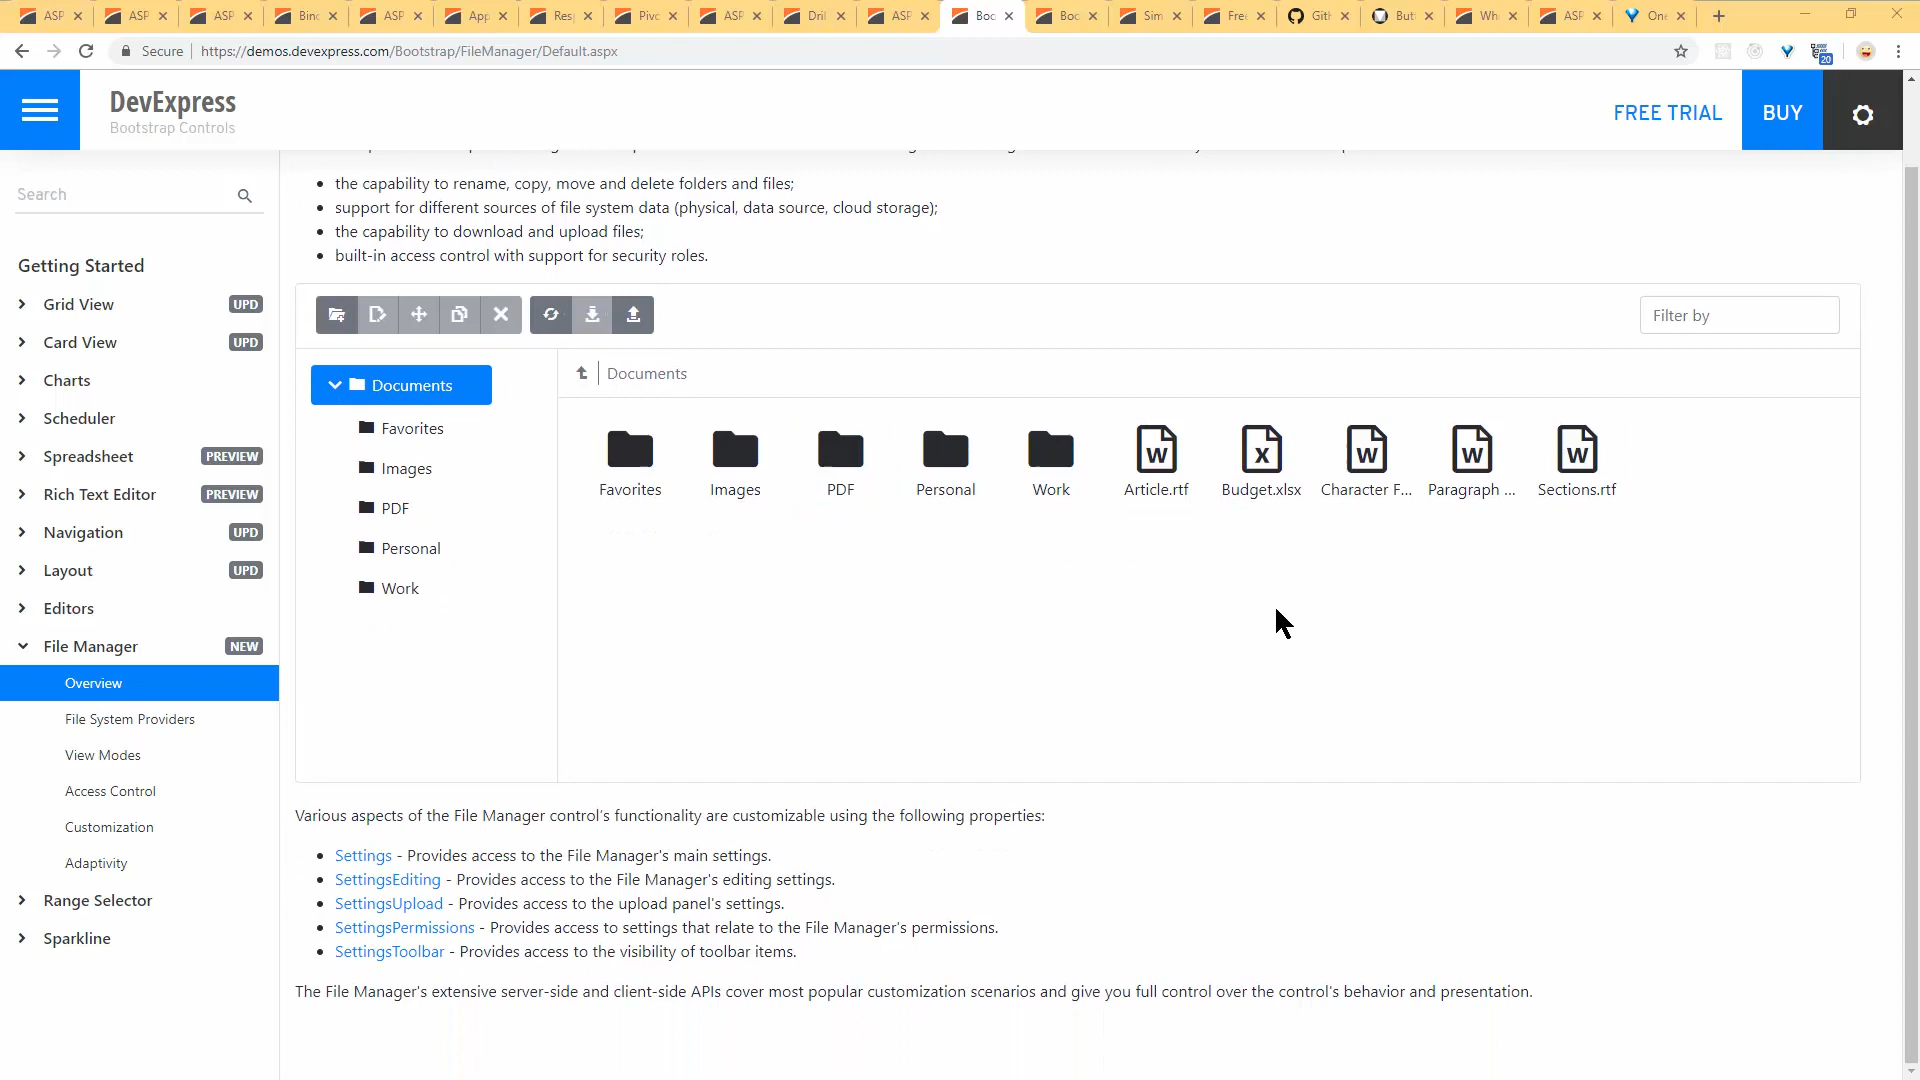 ASP
ASP
ASP
Binc
ASP
App
Res
Pivc
ASP
Dril
ASP
Boo
Boo
Sim
Free
Gith
But
Wh
ASP
One
Secure
https://demos.devexpress.com/Bootstrap/FileManager/Default.aspx
20
DevExpress
Bootstrap Controls
FREE TRIAL
BUY
Search
Getting Started
Grid View UPD
Card View UPD
Charts
Scheduler
Spreadsheet PREVIEW
Rich Text Editor PREVIEW
Navigation UPD
Layout UPD
Editors
File Manager NEW
Overview
File System Providers
View Modes
Access Control
Customization
Adaptivity
Range Selector
Sparkline
the capability to rename, copy, move and delete folders and files;
support for different sources of file system data (physical, data source, cloud storage);
the capability to download and upload files;
built-in access control with support for security roles.
Filter by
Documents
Favorites
Images
PDF
Personal
Work
Documents
Favorites
Images
PDF
Personal
Work
W
Article.rtf
X
Budget.xlsx
W
Character F...
W
Paragraph ...
W
Sections.rtf
Various aspects of the File Manager control's functionality are customizable using the following properties:
Settings - Provides access to the File Manager's main settings.
SettingsEditing - Provides access to the File Manager's editing settings.
SettingsUpload - Provides access to the upload panel's settings.
SettingsPermissions - Provides access to settings that relate to the File Manager's permissions.
SettingsToolbar - Provides access to the visibility of toolbar items.
The File Manager's extensive server-side and client-side APIs cover most popular customization scenarios and give you full control over the control's behavior and presentation.